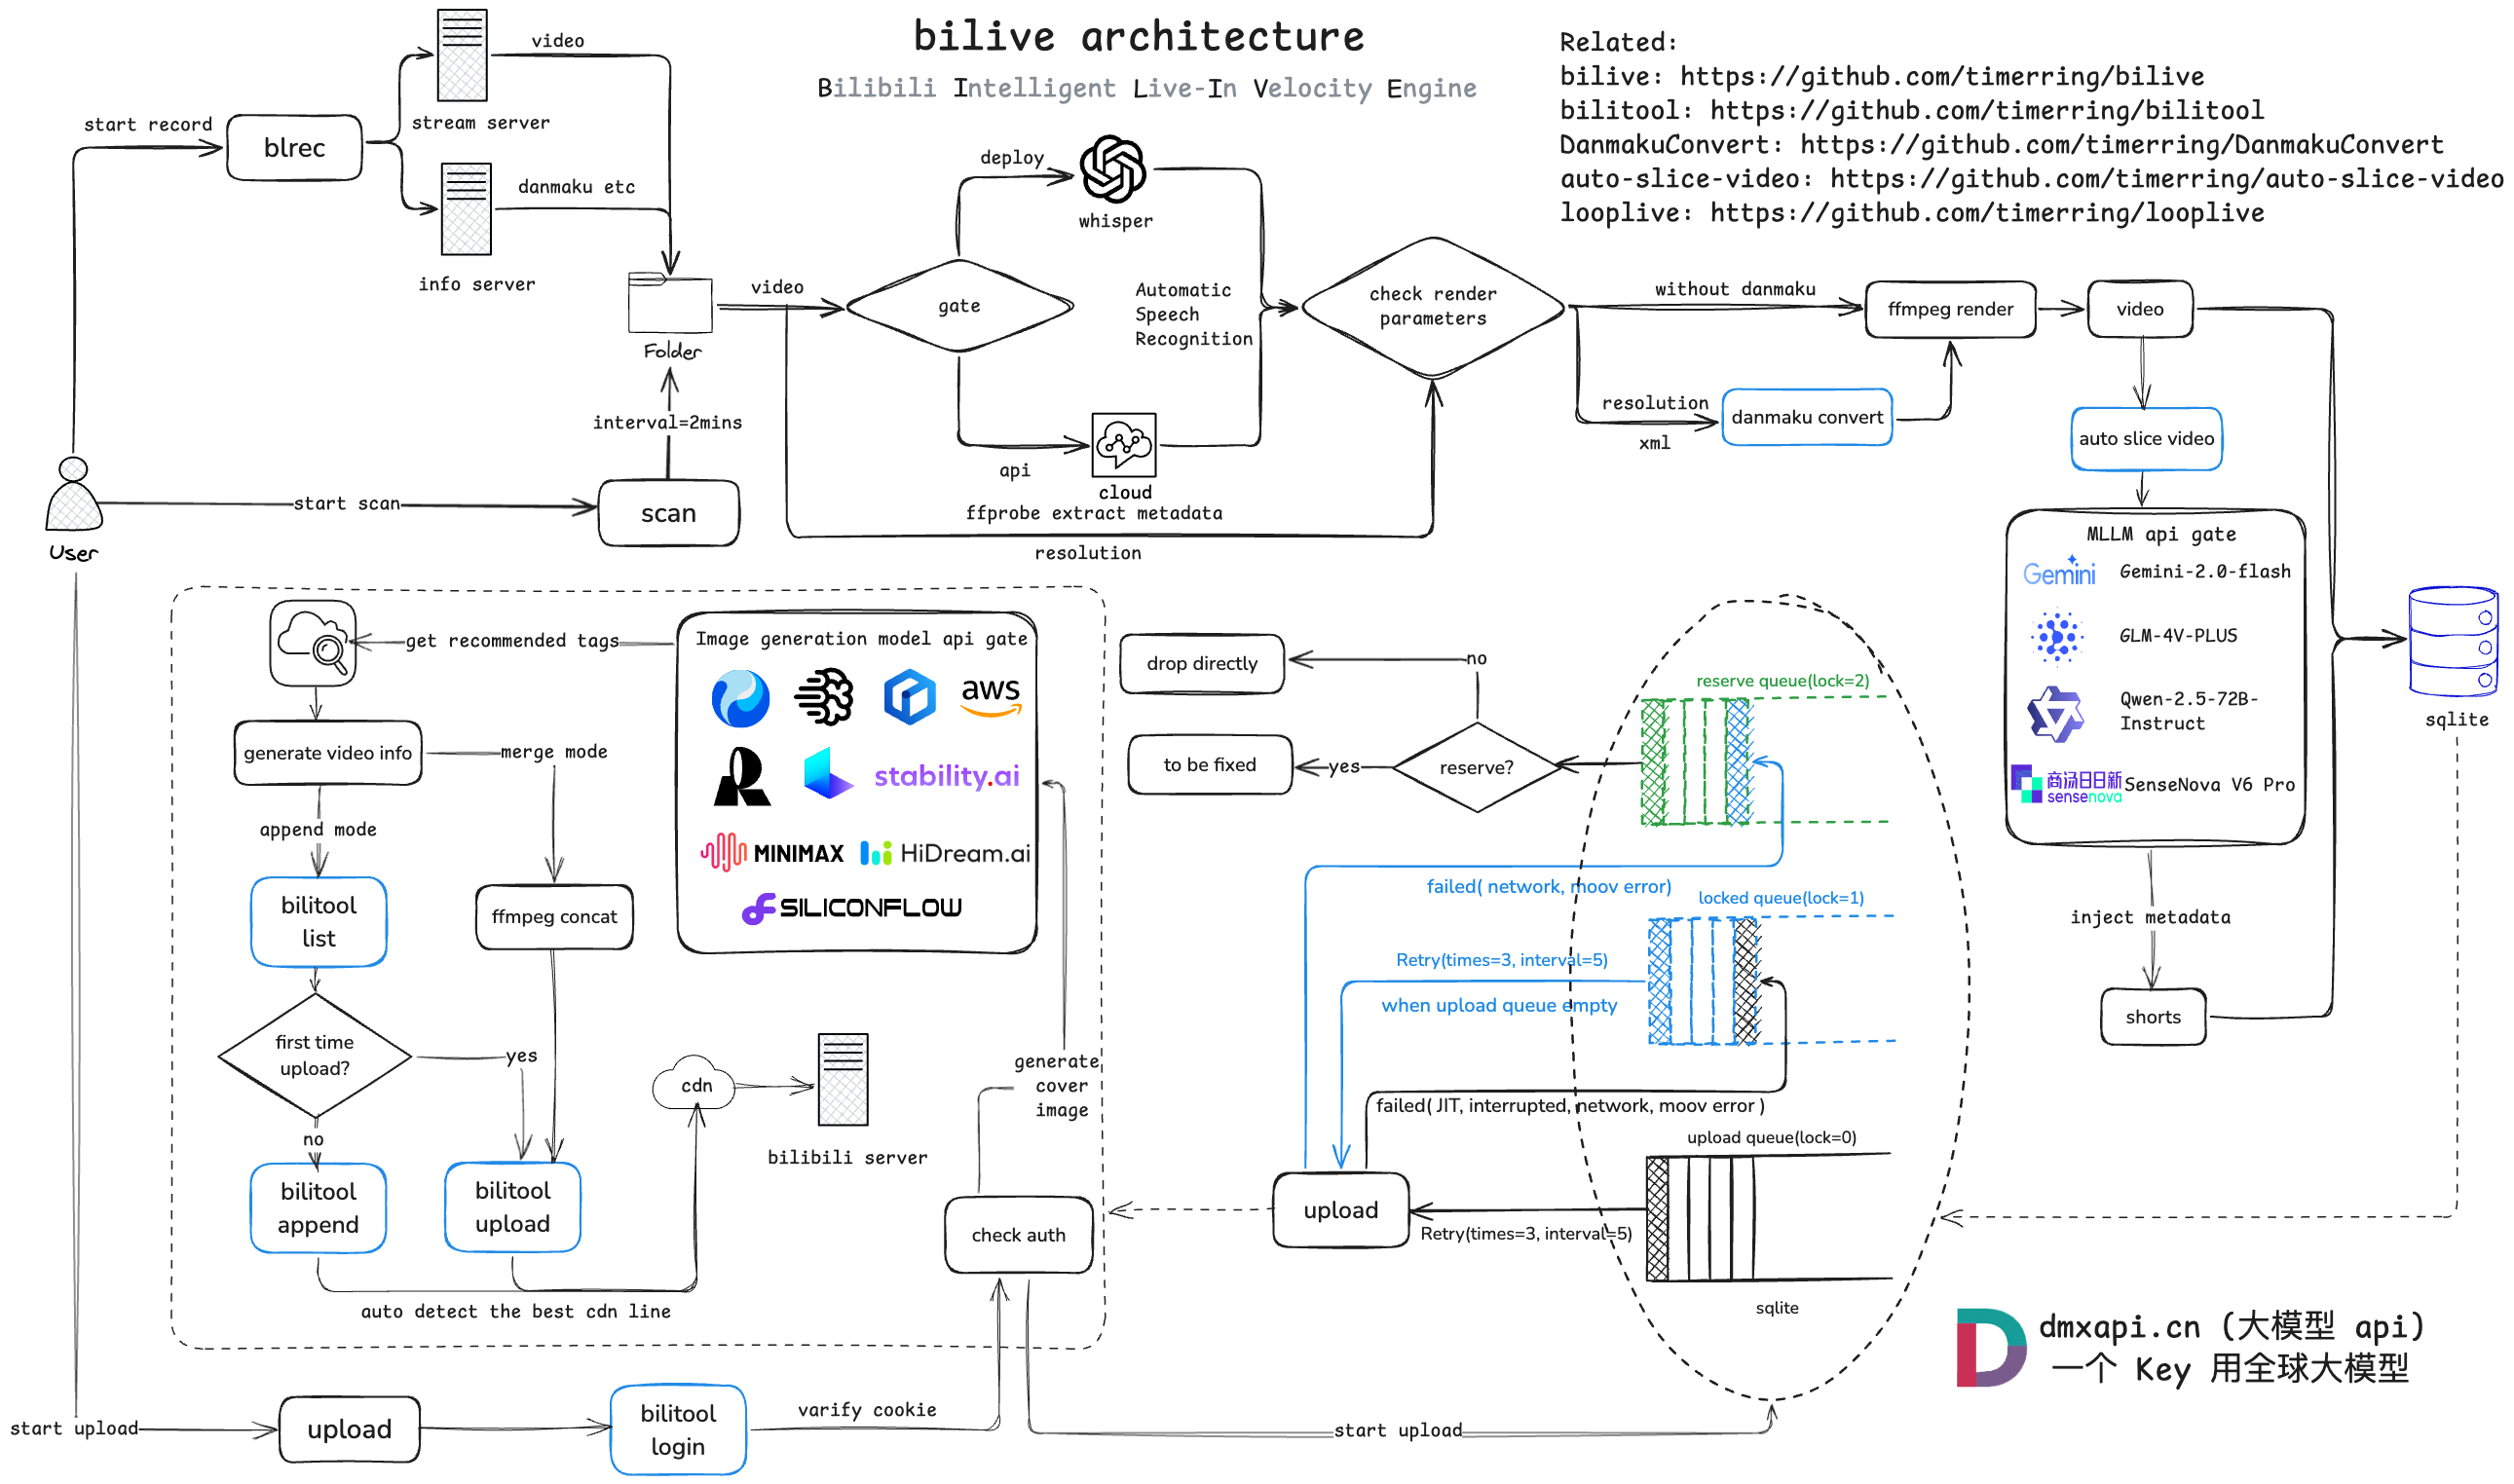 bilive architecture
Bilibili Intelligent Live-In Velocity Engine
Related:
bilive: https://github.com/timerring/bilive
bilitool: https://github.com/timerring/bilitool
DanmakuConvert: https://github.com/timerring/DanmakuConvert
auto-slice-video: https://github.com/timerring/auto-slice-video
looplive: https://github.com/timerring/looplive
start record
blrec
video
stream server
danmaku etc
info server
Folder
interval=2mins
scan
start scan
User
video
gate
deploy
whisper
Automatic
Speech
Recognition
api
cloud
ffprobe extract metadata
resolution
check render
parameters
without danmaku
resolution
xml
danmaku convert
ffmpeg render
video
auto slice video
MLLM api gate
Gemini
Gemini-2.0-flash
GLM-4V-PLUS
Qwen-2.5-72B-
Instruct
商汤日日新
sensenova
SenseNova V6 Pro
inject metadata
shorts
sqlite
get recommended tags
Image generation model api gate
aws
stability.ai
MINIMAX
HiDream.ai
SILICONFLOW
generate video info
merge mode
append mode
bilitool
list
ffmpeg concat
first time
upload?
yes
no
bilitool
append
bilitool
upload
cdn
bilibili server
auto detect the best cdn line
generate
cover
image
check auth
drop directly
no
to be fixed
yes
reserve?
reserve queue(lock=2)
failed( network, moov error)
locked queue(lock=1)
Retry(times=3, interval=5)
when upload queue empty
failed( JIT, interrupted, network, moov error )
upload queue(lock=0)
upload
Retry(times=3, interval=5)
sqlite
start upload
upload
bilitool
login
varify cookie
start upload
dmxapi.cn (大模型 api)
一个 Key 用全球大模型